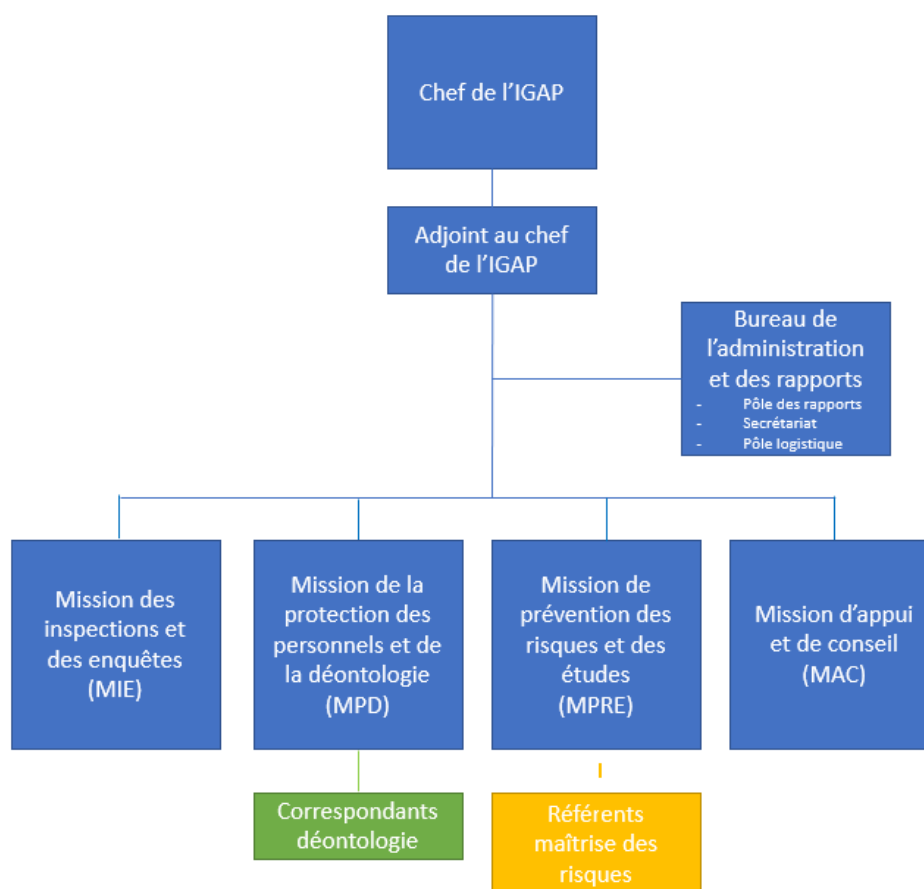 Chef de l’IGAP
Adjoint au chef
de l’IGAP
Bureau de
l’administration
et des rapports
- Pôle des rapports
- Secrétariat
- Pôle logistique
Mission des
inspections et
des enquêtes
(MIE)
Mission de la
protection des
personnels et de
la déontologie
(MPD)
Mission de
prévention des
risques et des
études
(MPRE)
Mission d’appui
et de conseil
(MAC)
Correspondants
déontologie
Référents
maîtrise des
risques